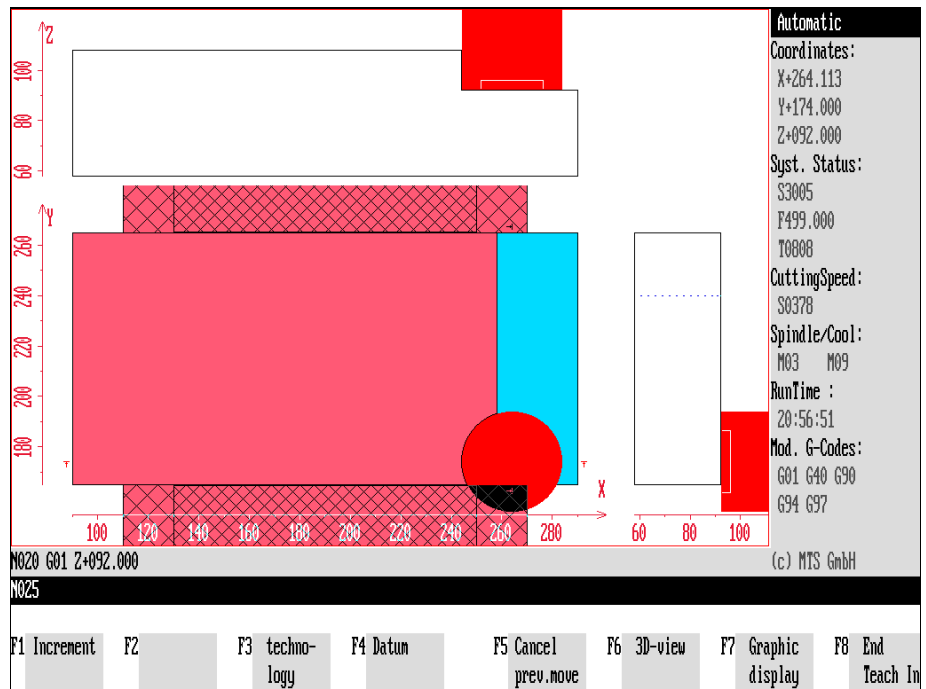 Z
100
80
60
Y
260
240
220
200
180
X
100 120 140 160 180 200 220 240 260 280
60 80 100
Automatic
Coordinates:
X+264.113
Y+174.000
Z+092.000
Syst. Status:
S3005
F499.000
T0808
CuttingSpeed:
S0378
Spindle/Cool:
M03 M09
RunTime :
20:56:51
Mod. G-Codes:
G01 G40 G90
G94 G97
N020 G01 Z+092.000
(c) MTS GmbH
N025
F1 Increment F2 F3 techno- F4 Datum F5 Cancel F6 3D-view F7 Graphic F8 End
logy prev.move display Teach In